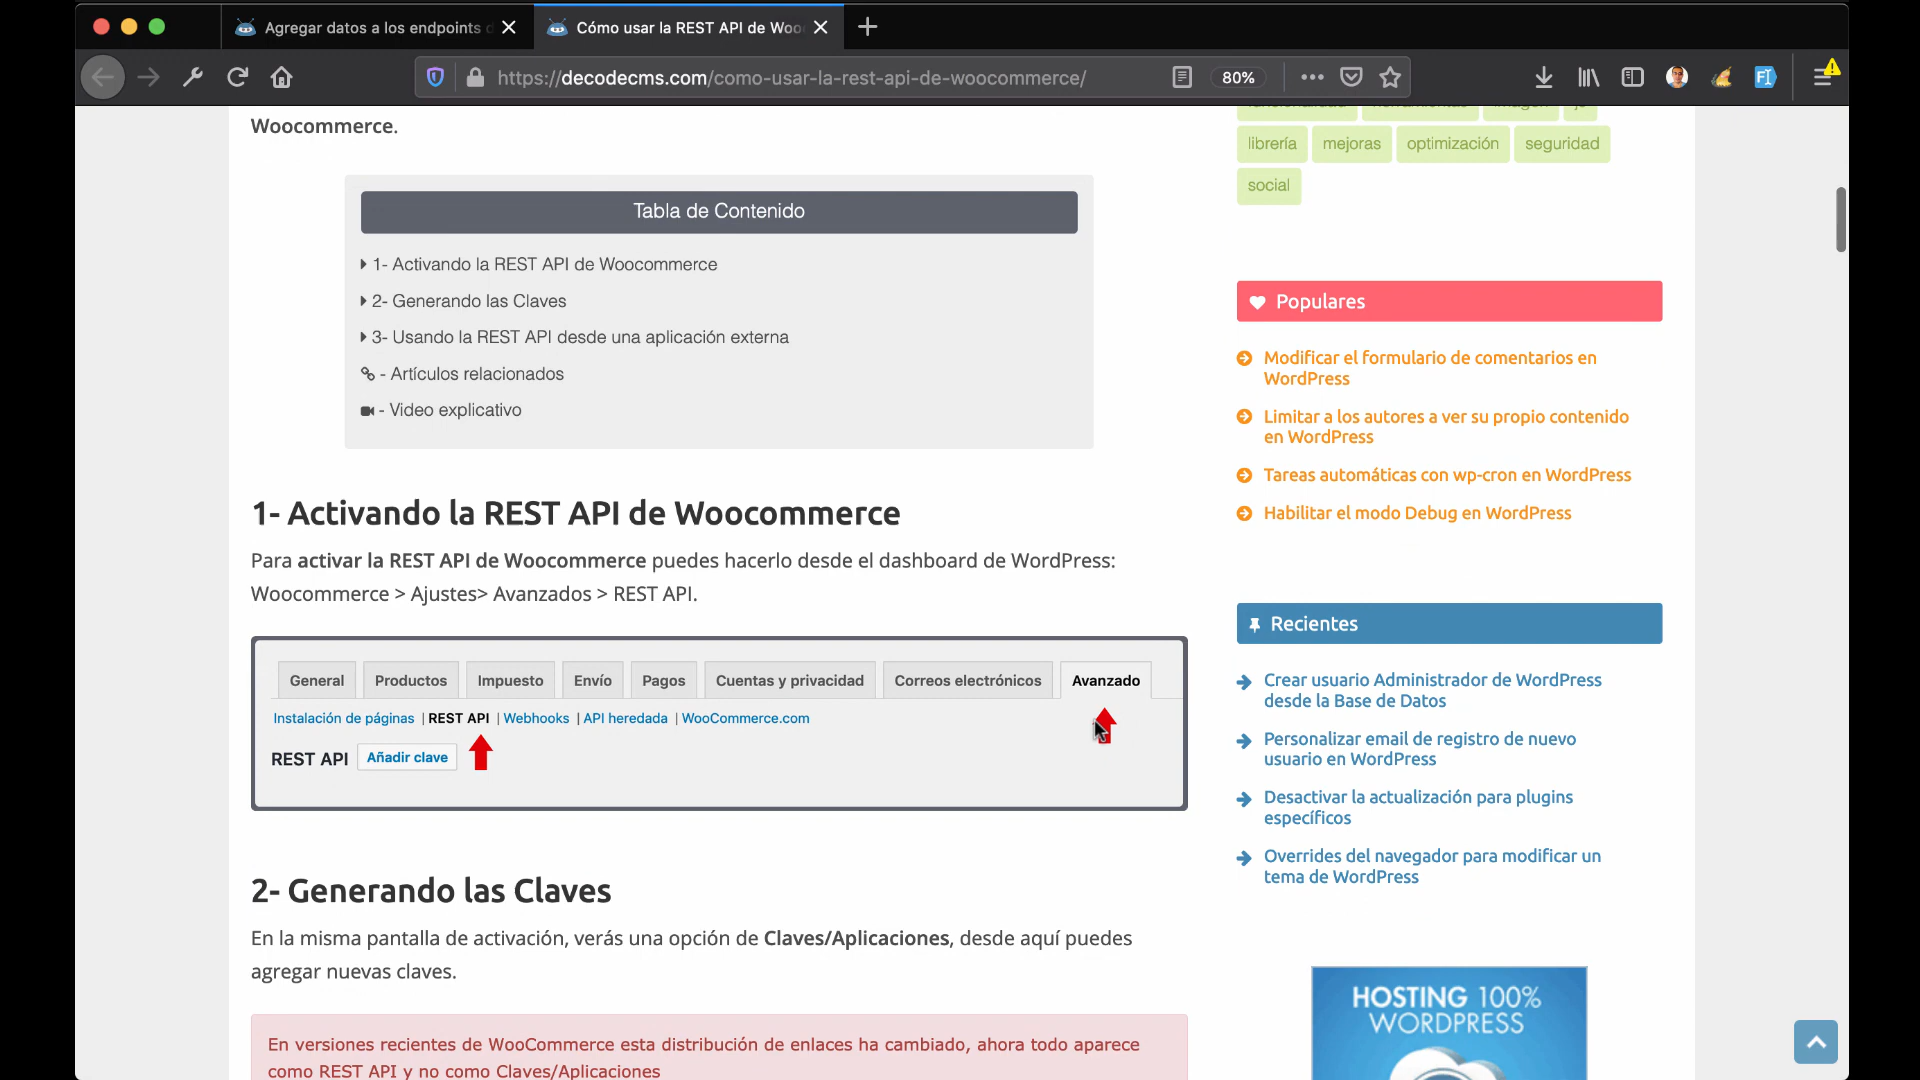 Agregar datos a los endpoints
Cómo usar la REST API de Woo
https://decodecms.com/como-usar-la-rest-api-de-woocommerce/
80%
Woocommerce.
Tabla de Contenido
1- Activando la REST API de Woocommerce
2- Generando las Claves
3- Usando la REST API desde una aplicación externa
- Artículos relacionados
- Video explicativo
1- Activando la REST API de Woocommerce
Para activar la REST API de Woocommerce puedes hacerlo desde el dashboard de WordPress:
Woocommerce > Ajustes> Avanzados > REST API.
General Productos Impuesto Envío Pagos Cuentas y privacidad Correos electrónicos Avanzado
Instalación de páginas | REST API | Webhooks | API heredada | WooCommerce.com
REST API Añadir clave
2- Generando las Claves
En la misma pantalla de activación, verás una opción de Claves/Aplicaciones, desde aquí puedes
agregar nuevas claves.
En versiones recientes de WooCommerce esta distribución de enlaces ha cambiado, ahora todo aparece
como REST API y no como Claves/Aplicaciones
librería mejoras optimización seguridad
social
Populares
Modificar el formulario de comentarios en
WordPress
Limitar a los autores a ver su propio contenido
en WordPress
Tareas automáticas con wp-cron en WordPress
Habilitar el modo Debug en WordPress
Recientes
Crear usuario Administrador de WordPress
desde la Base de Datos
Personalizar email de registro de nuevo
usuario en WordPress
Desactivar la actualización para plugins
específicos
Overrides del navegador para modificar un
tema de WordPress
HOSTING 100%
WORDPRESS